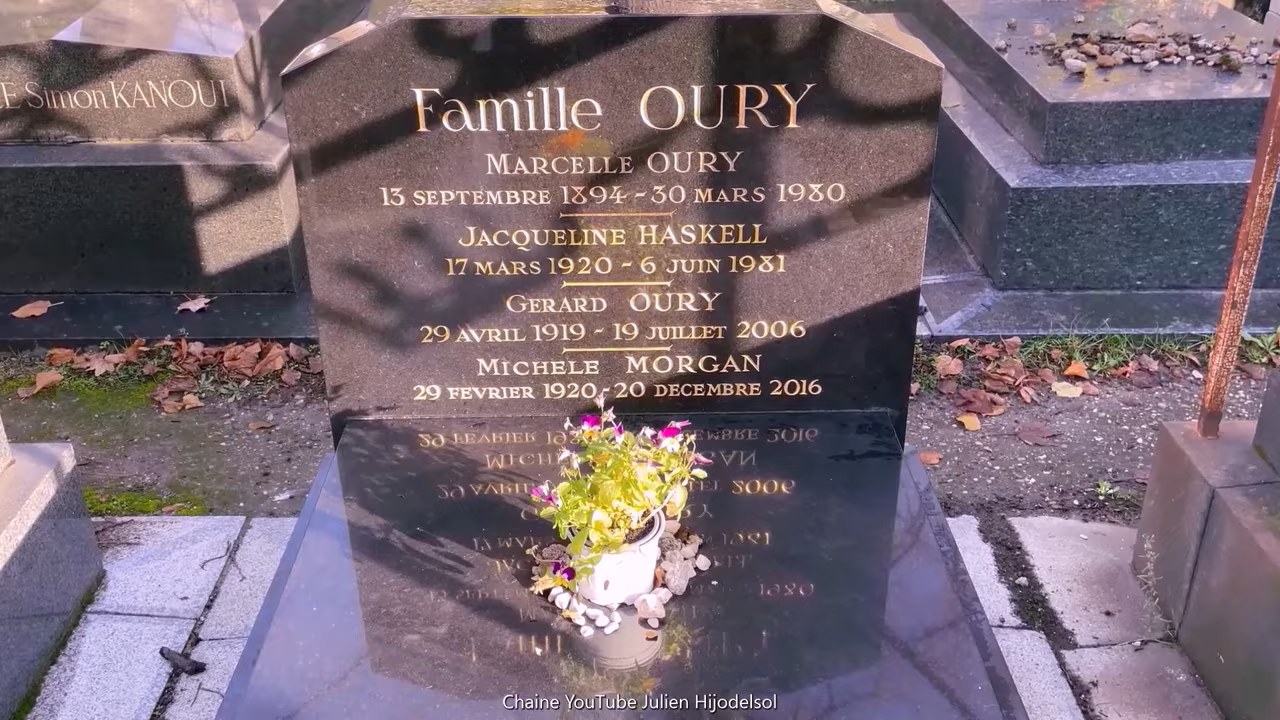 E Simon KANOUI
Famille OURY
MARCELLE OURY
13 SEPTEMBRE 1894 - 30 MARS 1980
JACQUELINE HASKELL
17 MARS 1920 - 6 JUIN 1981
GERARD OURY
29 AVRIL 1919 - 19 JUILLET 2006
MICHELE MORGAN
29 FEVRIER 1920 - 20 DECEMBRE 2016
Chaine YouTube Julien Hijodelsol